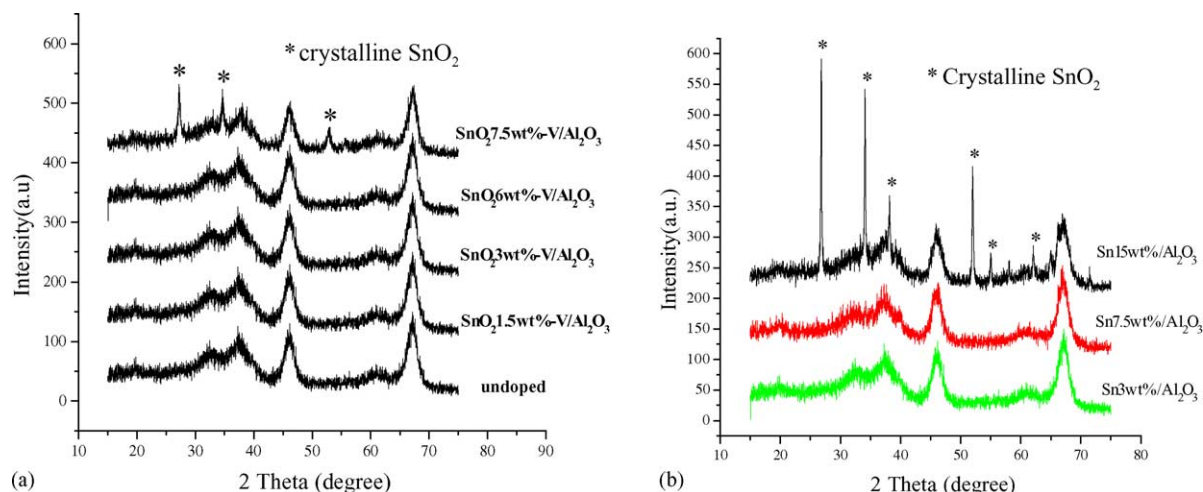 600
500
400
300
200
100
0
Intensity(a.u)
* crystalline SnO₂
* * *
SnO₂7.5wt%-V/Al₂O₃
SnO₂6wt%-V/Al₂O₃
SnO₂3wt%-V/Al₂O₃
SnO₂1.5wt%-V/Al₂O₃
undoped
10 20 30 40 50 60 70 80 90
2 Theta (degree)
(a)
600
550
500
450
400
350
300
250
200
150
100
50
0
Intensity(a.u.)
* Crystalline SnO₂
* * * * * *
Sn15wt%/Al₂O₃
Sn7.5wt%/Al₂O₃
Sn3wt%/Al₂O₃
10 20 30 40 50 60 70 80
2 Theta (degree)
(b)